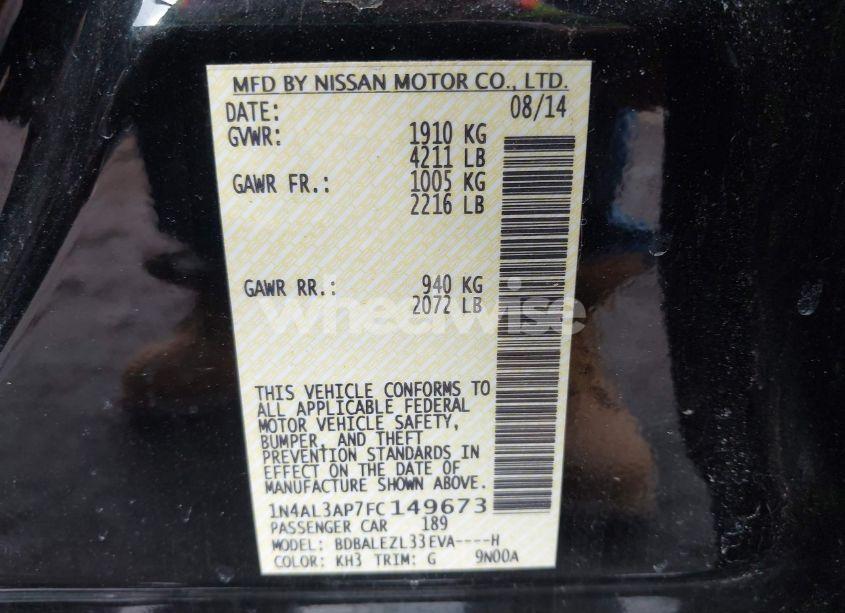 MFD BY NISSAN MOTOR CO., LTD.
DATE: 08/14
GVWR: 1910 KG
4211 LB
GAWR FR.: 1005 KG
2216 LB
GAWR RR.: 940 KG
2072 LB
wheelwise
THIS VEHICLE CONFORMS TO
ALL APPLICABLE FEDERAL
MOTOR VEHICLE SAFETY,
BUMPER, AND THEFT
PREVENTION STANDARDS IN
EFFECT ON THE DATE OF
MANUFACTURE SHOWN ABOVE.
1N4AL3AP7FC149673
PASSENGER CAR 189
MODEL: BDBALEZL33EVA----H
COLOR: KH3 TRIM: G 9N00A